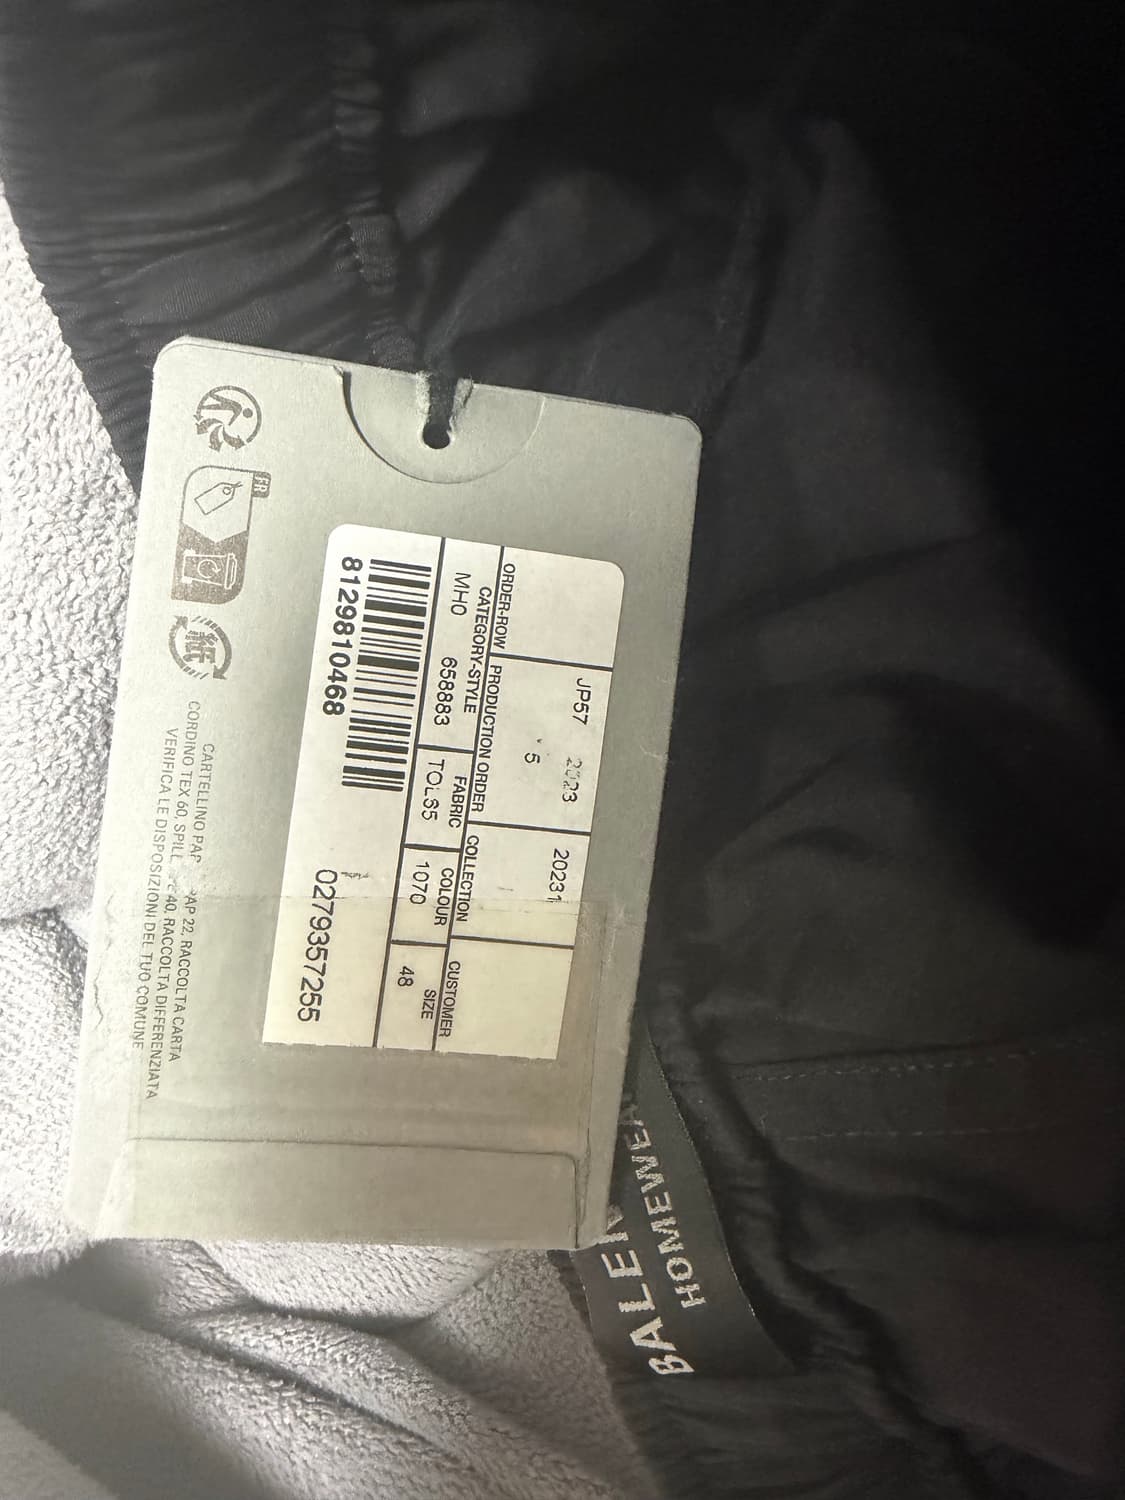 JP57 2023 20231
5
ORDER-ROW PRODUCTION ORDER COLLECTION CUSTOMER
CATEGORY-STYLE FABRIC COLOUR SIZE
MH0 658883 TOL35 1070 48
8129810468 0279357255
FR
紙
CARTELLINO PAP 22, RACCOLTA CARTA
CORDINO TEX 60, SPILL 40, RACCOLTA DIFFERENZIATA
VERIFICA LE DISPOSIZIONI DEL TUO COMUNE
BALEN
HOMEWEA